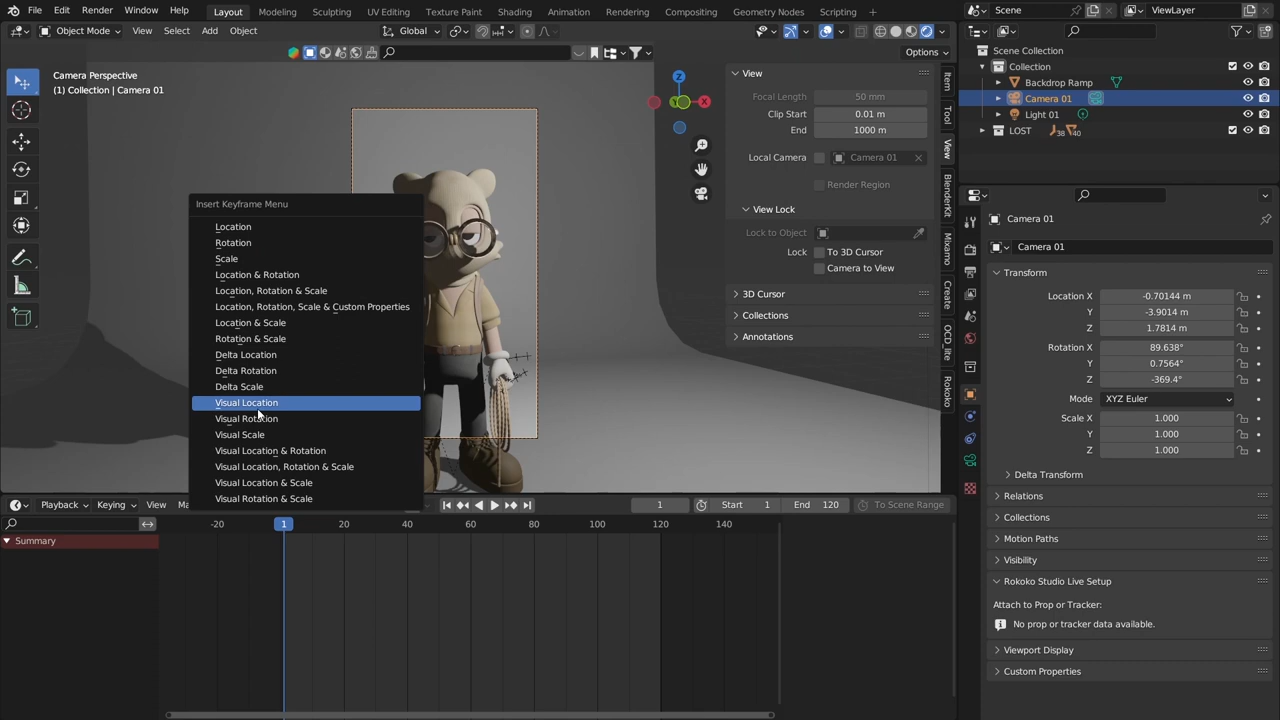 File Edit Render Window Help Layout Modeling Sculpting UV Editing Texture Paint Shading Animation Rendering Compositing Geometry Nodes Scripting + Scene ViewLayer
Object Mode View Select Add Object Global
Options
Camera Perspective
(1) Collection | Camera 01
Insert Keyframe Menu
Location
Rotation
Scale
Location & Rotation
Location, Rotation & Scale
Location, Rotation, Scale & Custom Properties
Location & Scale
Rotation & Scale
Delta Location
Delta Rotation
Delta Scale
Visual Location
Visual Rotation
Visual Scale
Visual Location & Rotation
Visual Location, Rotation & Scale
Visual Location & Scale
Visual Rotation & Scale
X
View
Focal Length 50 mm
Clip Start 0.01 m
End 1000 m
Local Camera Camera 01
Render Region
View Lock
Lock to Object
Lock To 3D Cursor
Camera to View
3D Cursor
Collections
Annotations
Item
Tool
View
BlenderKit
Mixamo
Create
OCD_lite
Rokoko
Scene Collection
Collection
Backdrop Ramp
Camera 01
Light 01
LOST 38 40
Camera 01
Camera 01
Transform
Location X -0.70144 m
Y -3.9014 m
Z 1.7814 m
Rotation X 89.638°
Y 0.7564°
Z -369.4°
Mode XYZ Euler
Scale X 1.000
Y 1.000
Z 1.000
Delta Transform
Relations
Collections
Motion Paths
Visibility
Rokoko Studio Live Setup
Attach to Prop or Tracker:
No prop or tracker data available.
Viewport Display
Custom Properties
Playback Keying View Ma 1 Start 1 End 120 To Scene Range
-20 1 20 40 60 80 100 120 140
Summary